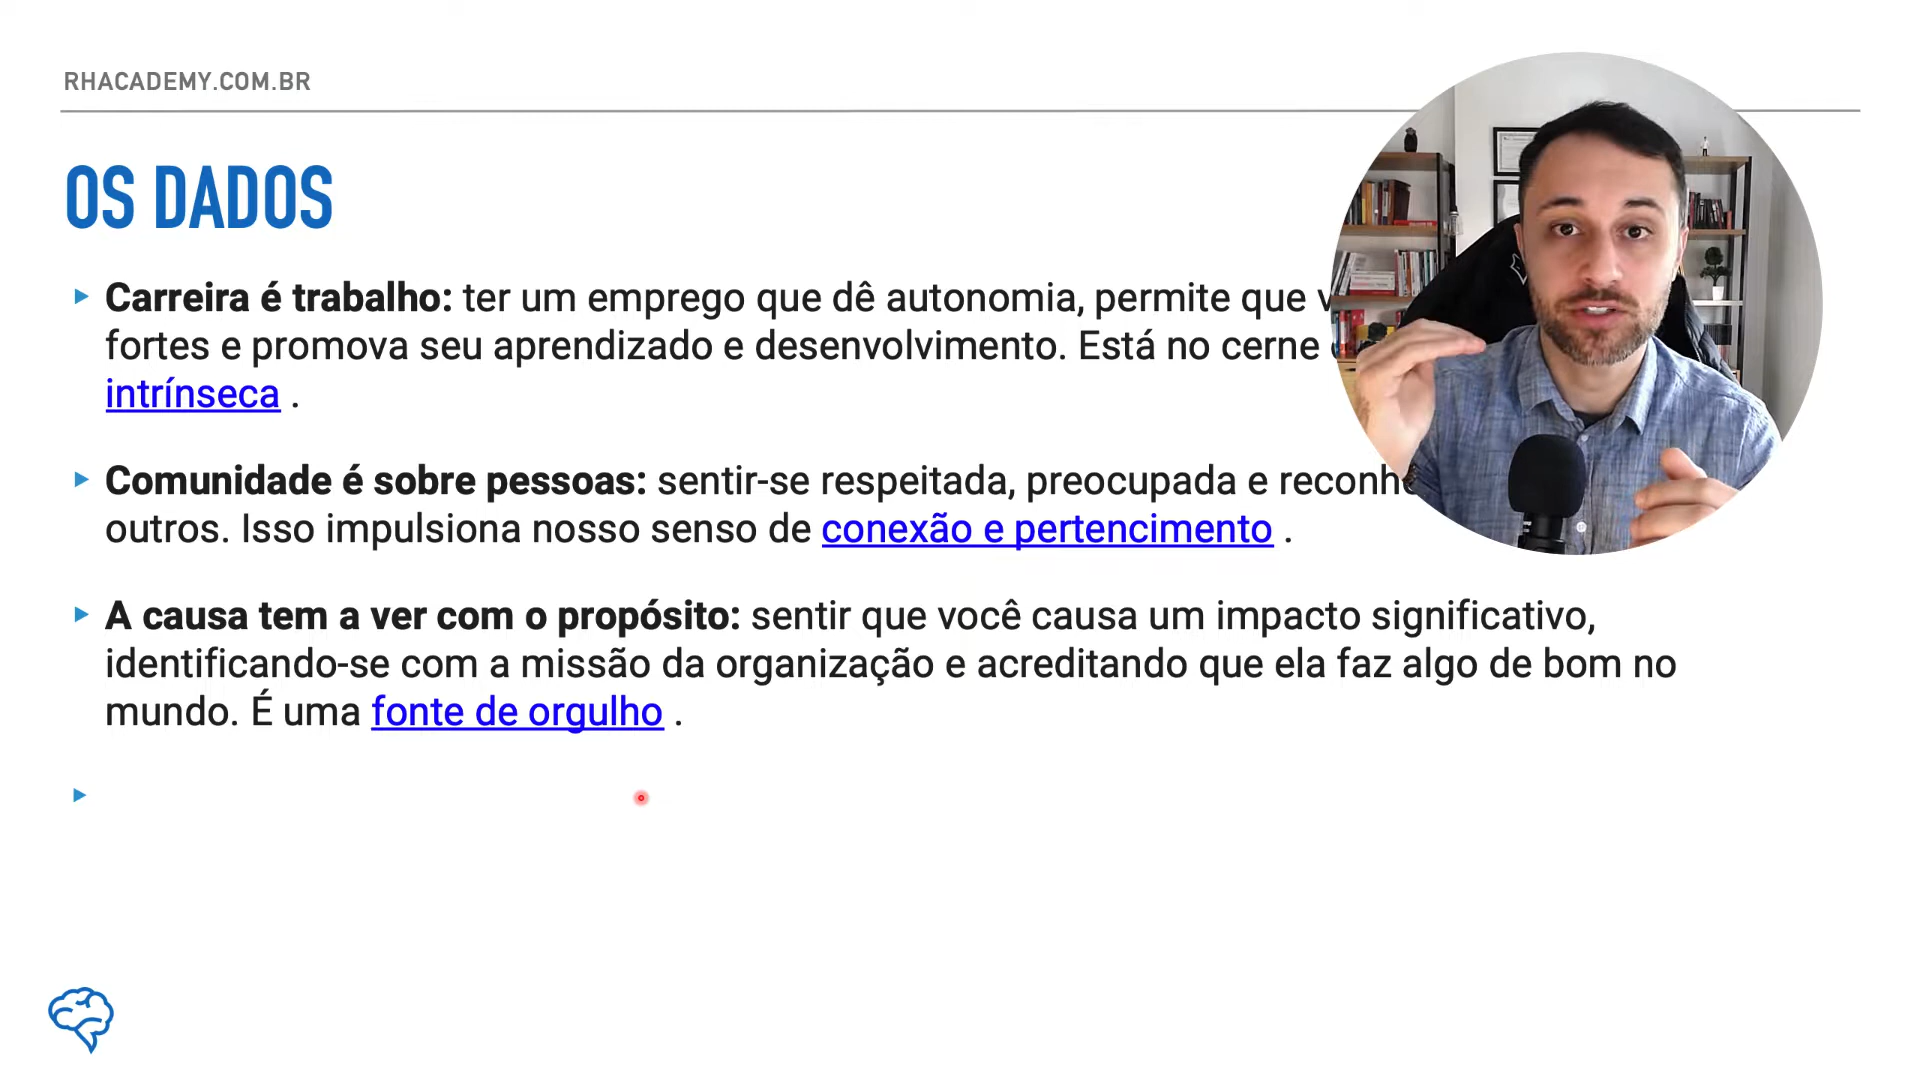 RHACADEMY.COM.BR
OS DADOS
Carreira é trabalho: ter um emprego que dê autonomia, permite que
fortes e promova seu aprendizado e desenvolvimento. Está no cerne
intrínseca .
Comunidade é sobre pessoas: sentir-se respeitada, preocupada e
outros. Isso impulsiona nosso senso de conexão e pertencimento .
A causa tem a ver com o propósito: sentir que você causa um impacto significativo,
identificando-se com a missão da organização e acreditando que ela faz algo de bom no
mundo. É uma fonte de orgulho .